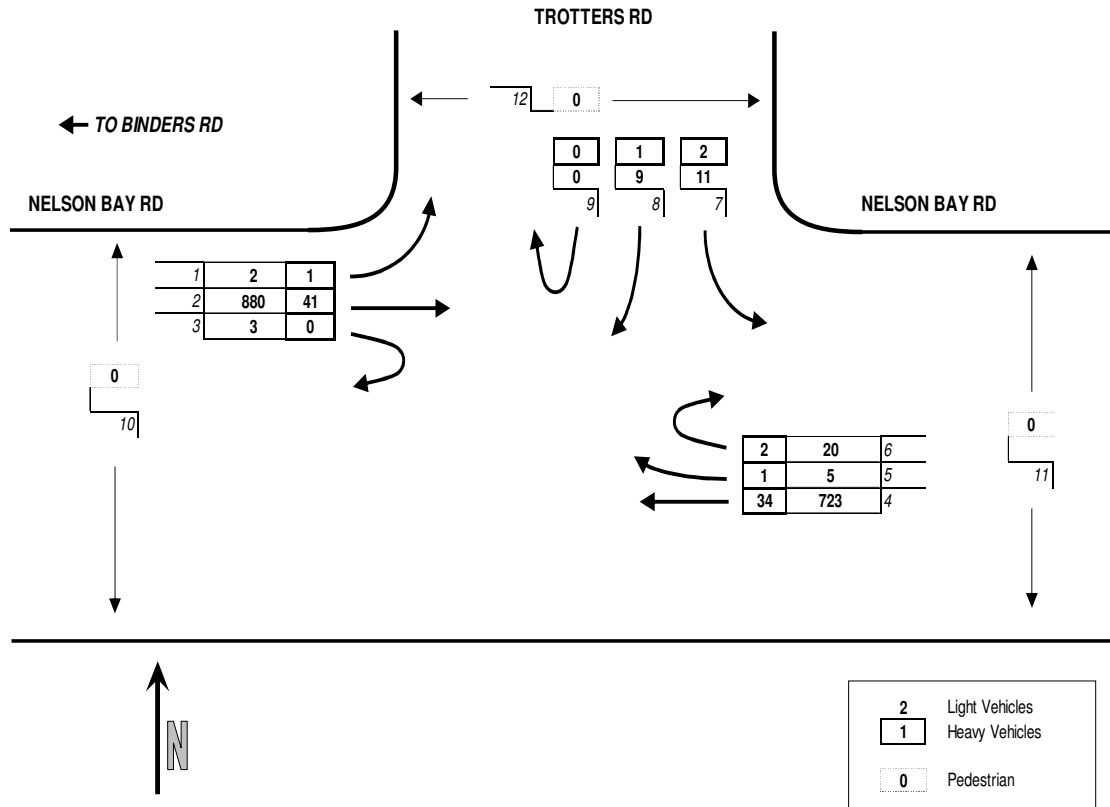 TROTTERS RD
12 0
TO BINDERS RD
0 1 2
0 9 11
9 8 7
NELSON BAY RD
NELSON BAY RD
1 2 1
2 880 41
3 3 0
0
10
2 20 6
1 5 5
34 723 4
0
11
N
2 Light Vehicles
1 Heavy Vehicles
0 Pedestrian